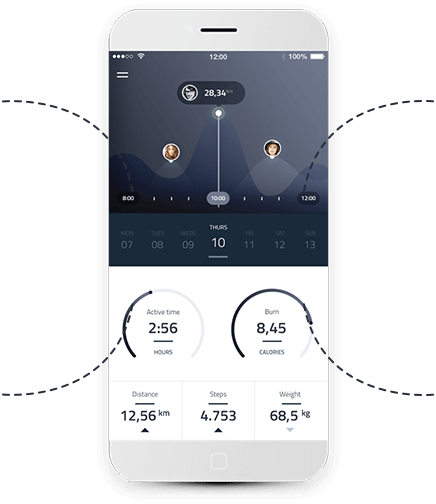 12:00
100%
28,34 km
8:00
10:00
12:00
MON TUE WED THURS FRI SAT SUN
07 08 09 10 11 12 13
Active time
2:56
HOURS
Burn
8,45
CALORIES
Distance
12,56 km
Steps
4.753
Weight
68,5 kg